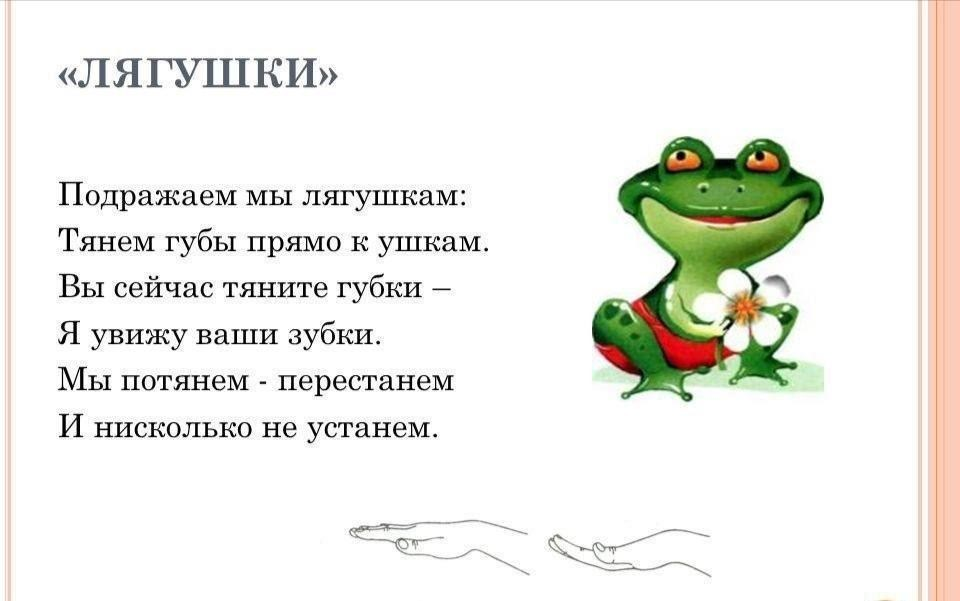 «ЛЯГУШКИ»
Подражаем мы лягушкам:
Тянем губы прямо к ушкам.
Вы сейчас тяните губки –
Я увижу ваши зубки.
Мы потянем - перестанем
И нисколько не устанем.